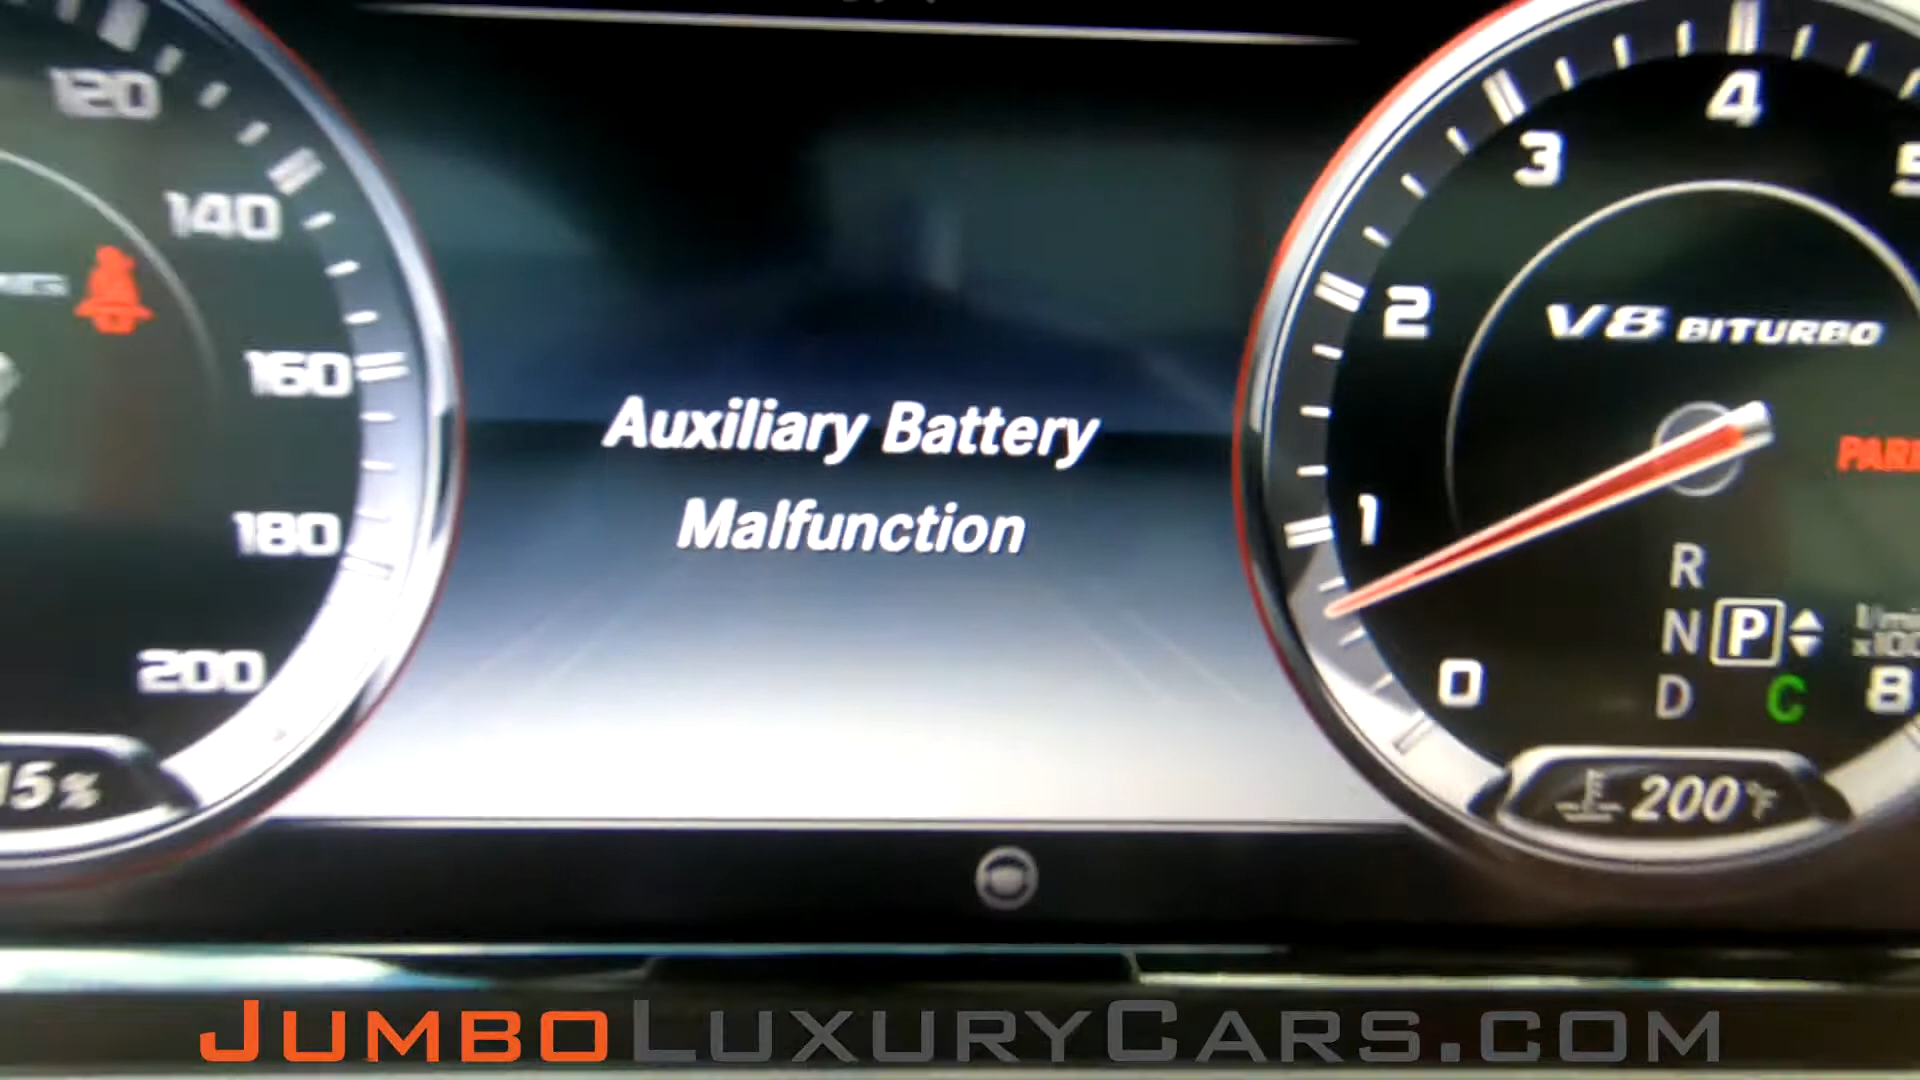 120
140
160
180
200
15%
Auxiliary Battery
Malfunction
1
2
3
4
V8 BITURBO
R
N P
D C
0
8
200°F
JUMBOLUXURYCARS.COM